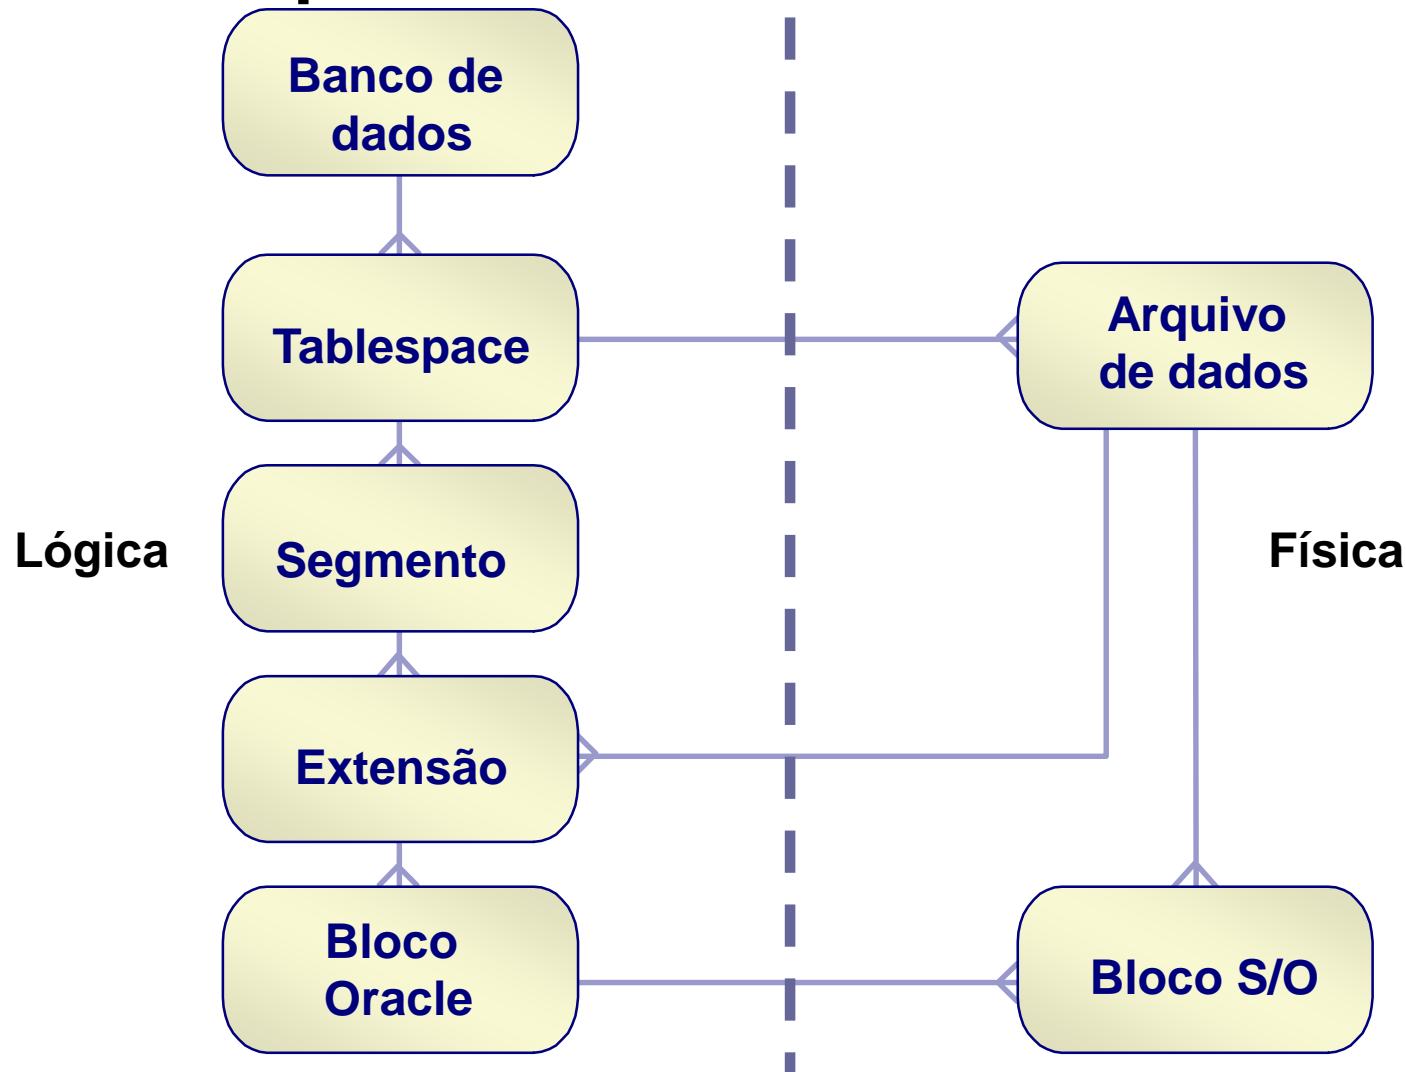 Banco de
dados
Tablespace
Arquivo
de dados
Lógica
Segmento
Física
Extensão
Bloco
Oracle
Bloco S/O